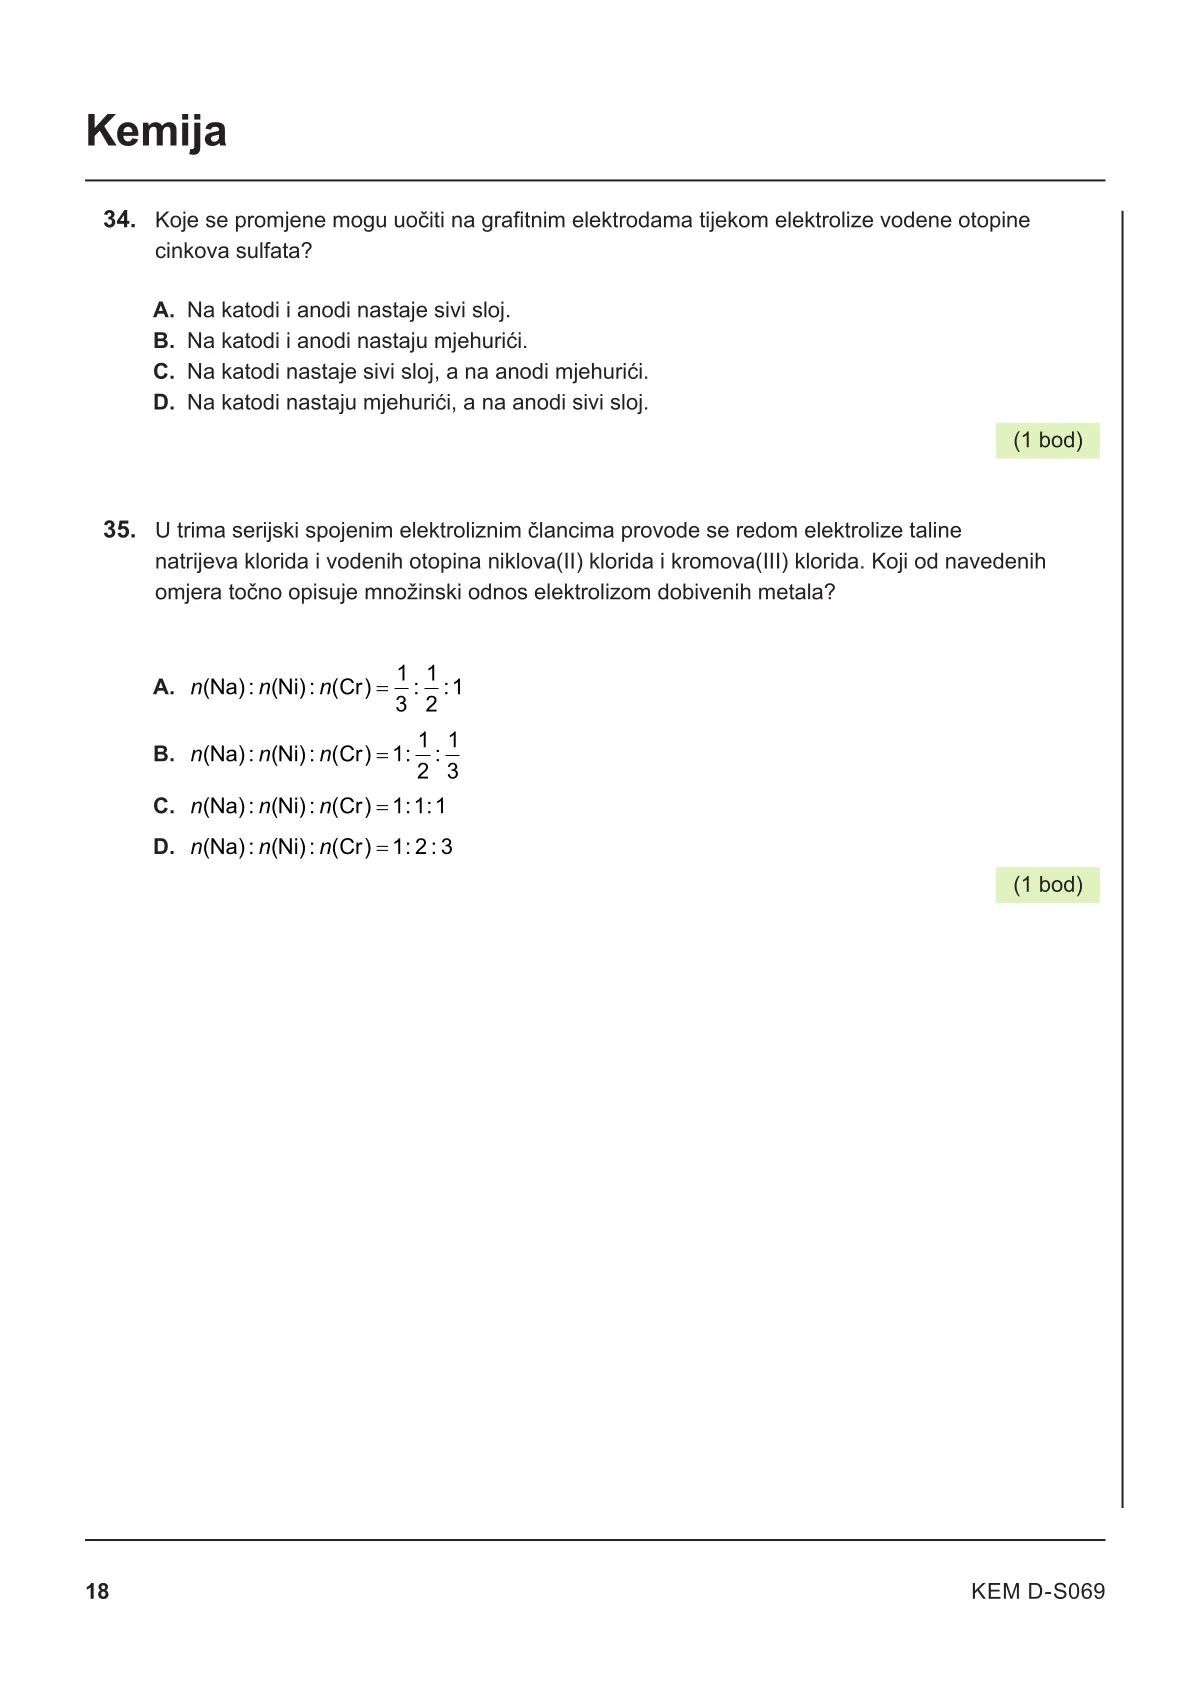 Kemija
34. Koje se promjene mogu uočiti na grafitnim elektrodama tijekom elektrolize vodene otopine
cinkova sulfata?
A. Na katodi i anodi nastaje sivi sloj.
B. Na katodi i anodi nastaju mjehurići.
C. Na katodi nastaje sivi sloj, a na anodi mjehurići.
D. Na katodi nastaju mjehurići, a na anodi sivi sloj.
(1 bod)
35. U trima serijski spojenim elektroliznim člancima provode se redom elektrolize taline
natrijeva klorida i vodenih otopina niklova(II) klorida i kromova(III) klorida. Koji od navedenih
omjera točno opisuje množinski odnos elektrolizom dobivenih metala?
A. n(Na) : n(Ni) : n(Cr) = 1/3 : 1/2 : 1
B. n(Na) : n(Ni) : n(Cr) = 1 : 1/2 : 1/3
C. n(Na) : n(Ni) : n(Cr) = 1 : 1 : 1
D. n(Na) : n(Ni) : n(Cr) = 1 : 2 : 3
(1 bod)
18
KEM D-S069